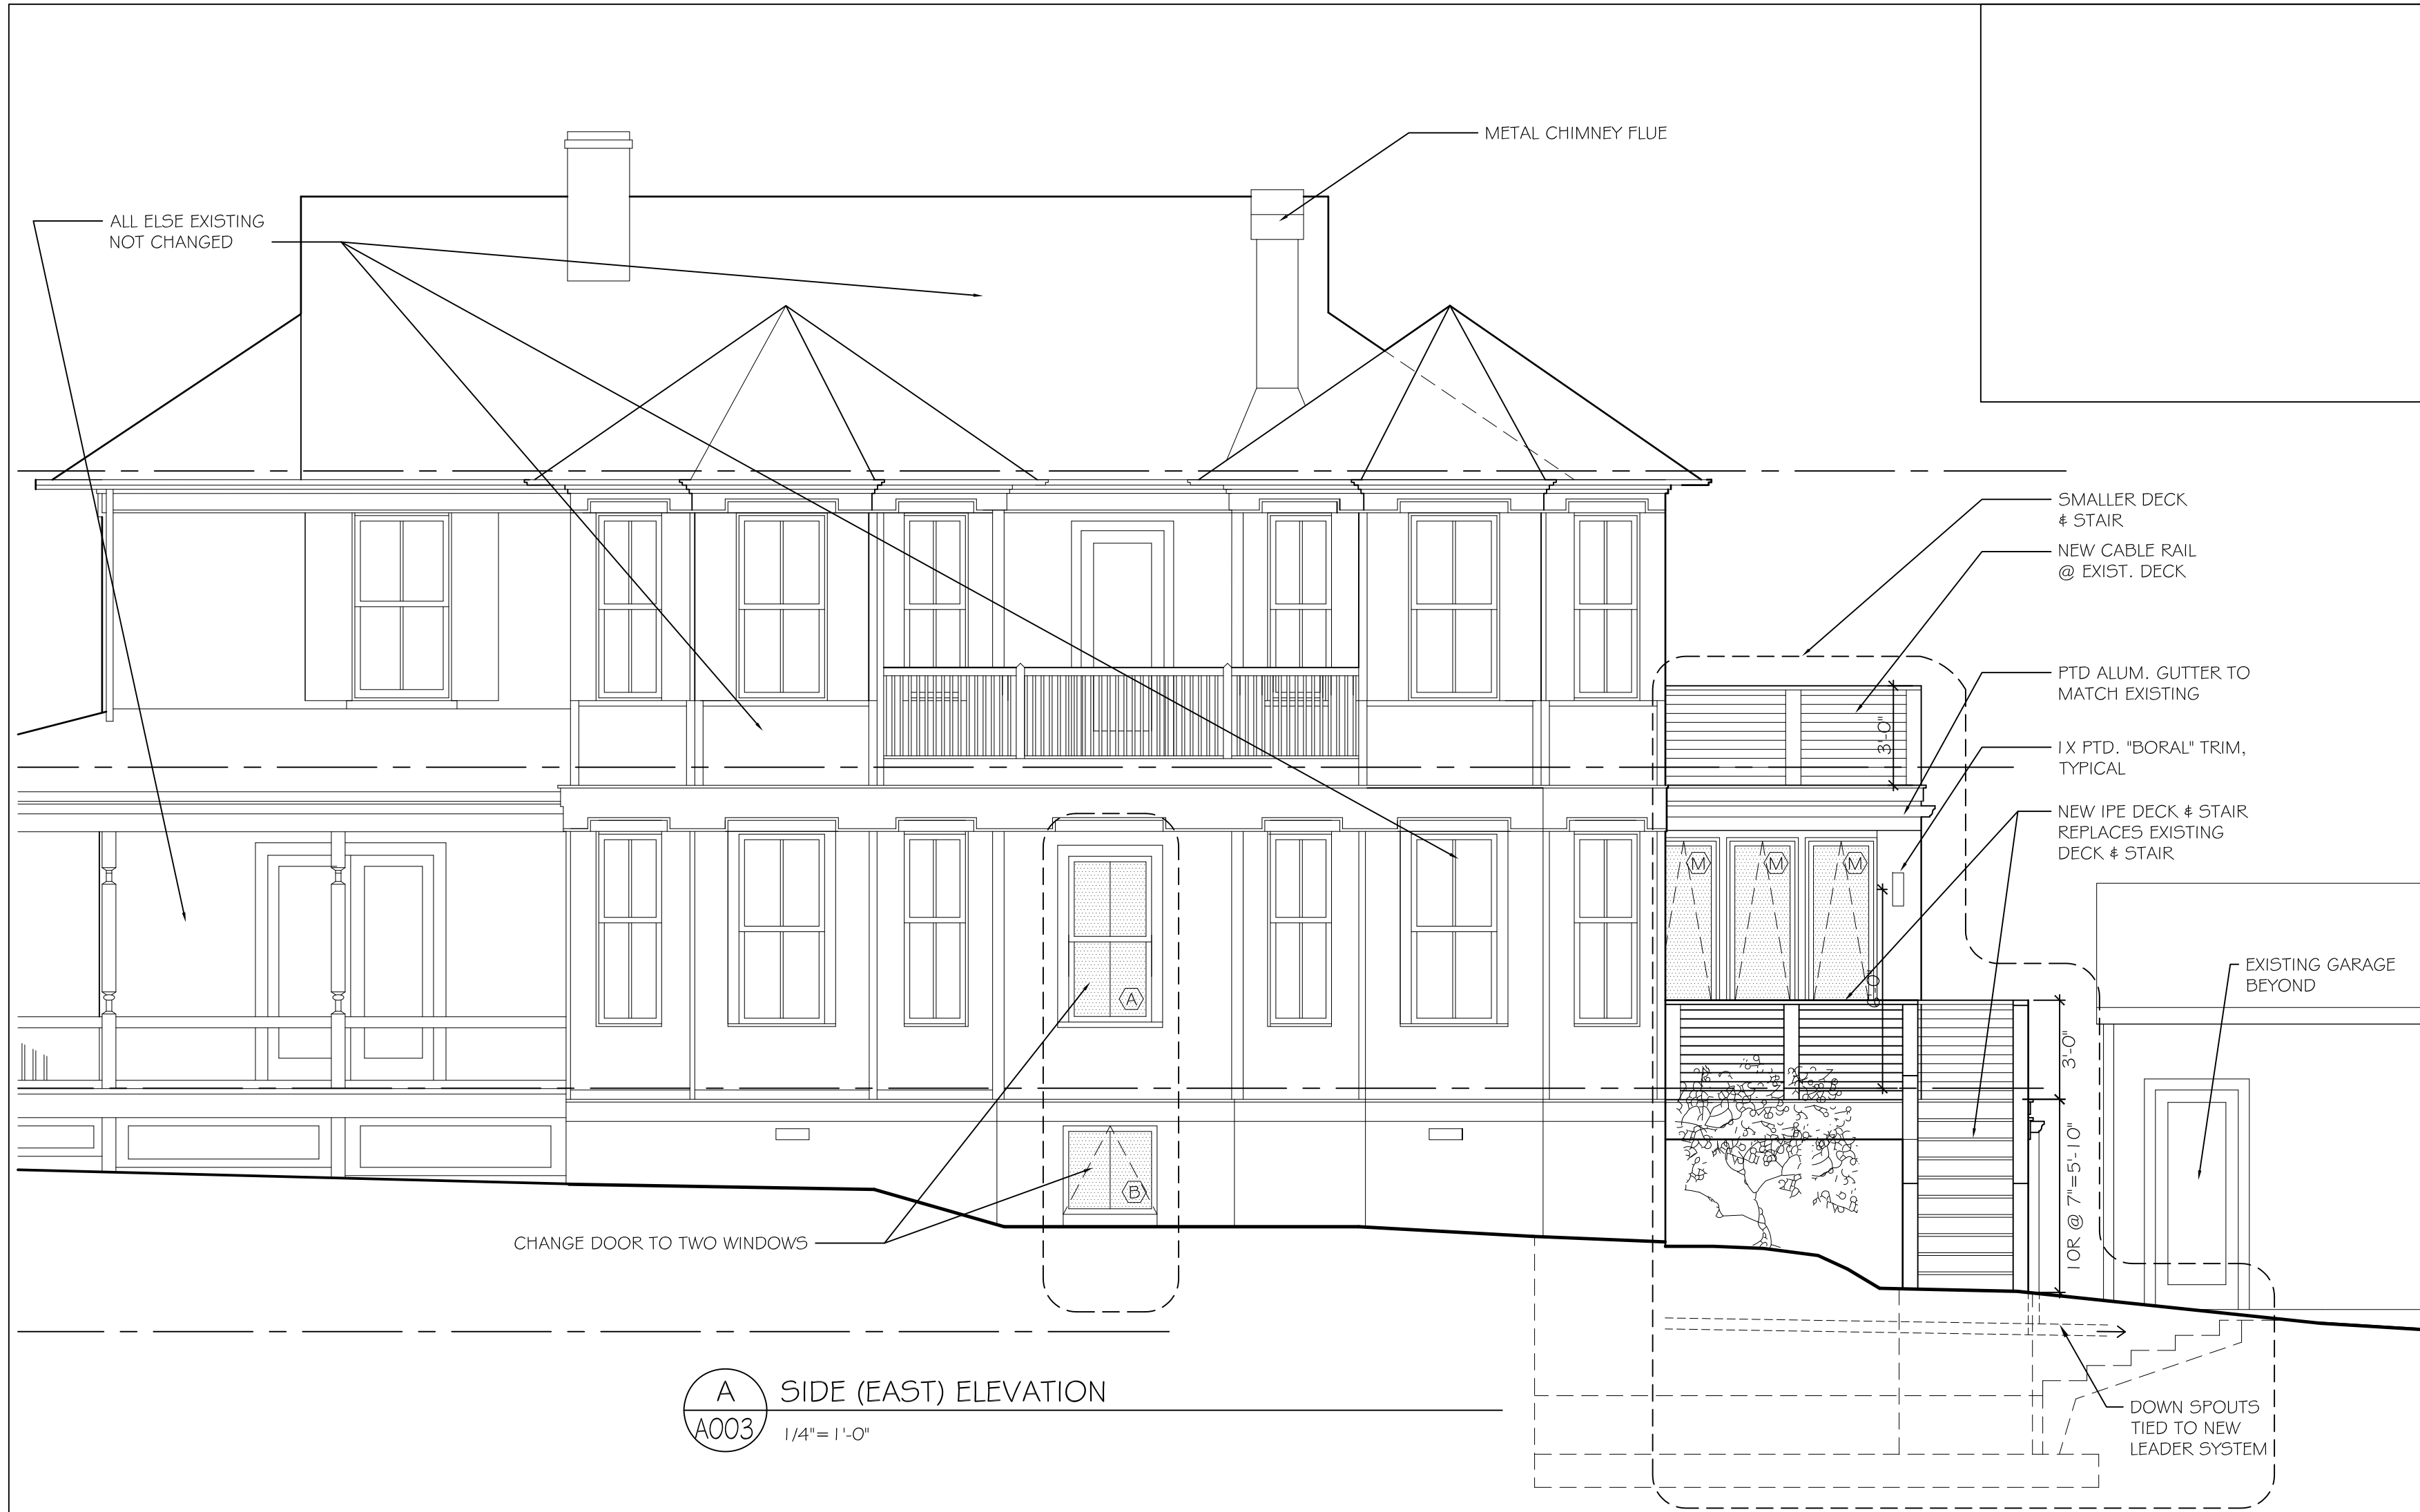 METAL CHIMNEY FLUE
ALL ELSE EXISTING
NOT CHANGED
SMALLER DECK
& STAIR
NEW CABLE RAIL
@ EXIST. DECK
PTD ALUM. GUTTER TO
MATCH EXISTING
3'-0"
1X PTD. "BORAL" TRIM,
TYPICAL
NEW IPE DECK & STAIR
REPLACES EXISTING
DECK & STAIR
M
M
M
EXISTING GARAGE
BEYOND
A
6'-0"
3'-0"
10R @ 7"=5'-10"
B
CHANGE DOOR TO TWO WINDOWS
A
A003
SIDE (EAST) ELEVATION
1/4"=1'-0"
DOWN SPOUTS
TIED TO NEW
LEADER SYSTEM